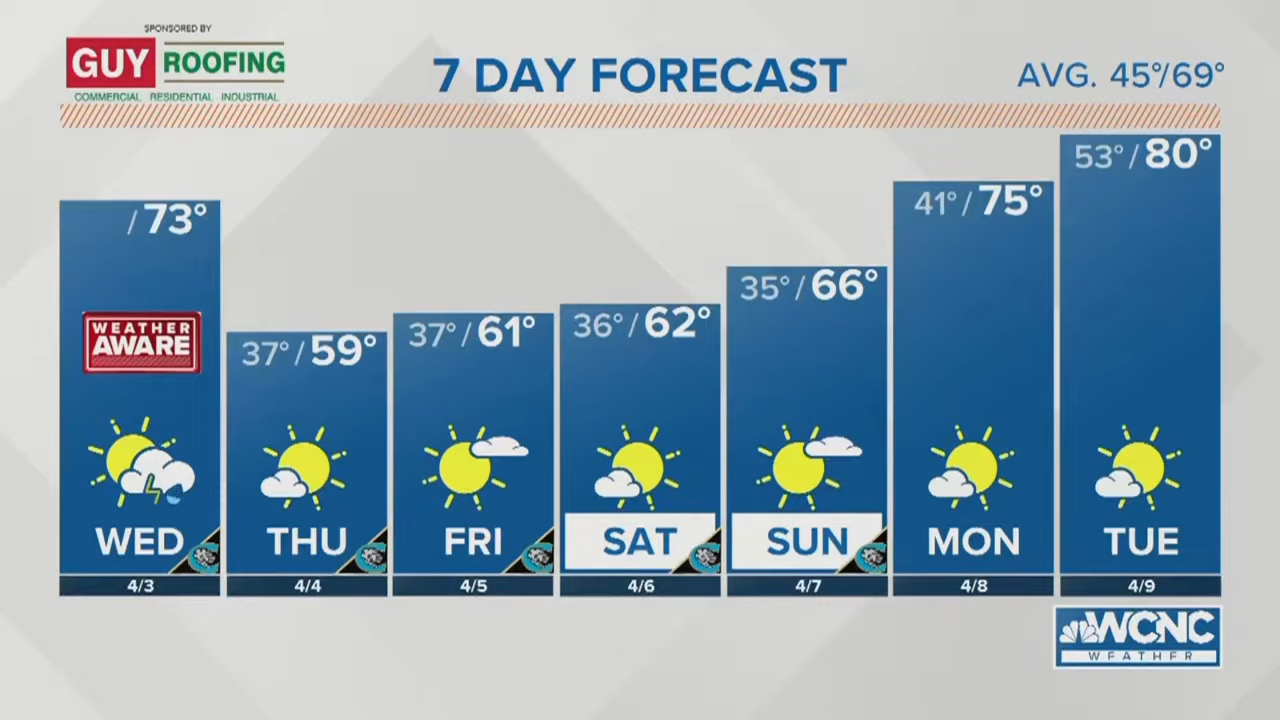 SPONSORED BY
GUY ROOFING
COMMERCIAL RESIDENTIAL INDUSTRIAL
7 DAY FORECAST
AVG. 45°/69°
/73°
WEATHER
AWARE
WED
4/3
37°/59°
THU
4/4
37°/61°
FRI
4/5
36°/62°
SAT
4/6
35°/66°
SUN
4/7
41°/75°
MON
4/8
53°/80°
TUE
4/9
WCNC
WEATHER